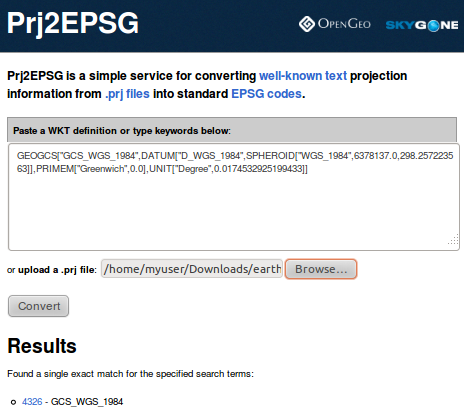 Prj2EPSG
OPENGEO SKYGONE
Prj2EPSG is a simple service for converting well-known text projection
information from .prj files into standard EPSG codes.
Paste a WKT definition or type keywords below:
GEOGCS["GCS_WGS_1984",DATUM["D_WGS_1984",SPHEROID["WGS_1984",6378137.0,298.2572235
63]],PRIMEM["Greenwich",0.0],UNIT["Degree",0.0174532925199433]]
or upload a .prj file: /home/myuser/Downloads/earth Browse...
Convert
Results
Found a single exact match for the specified search terms:
4326 - GCS_WGS_1984